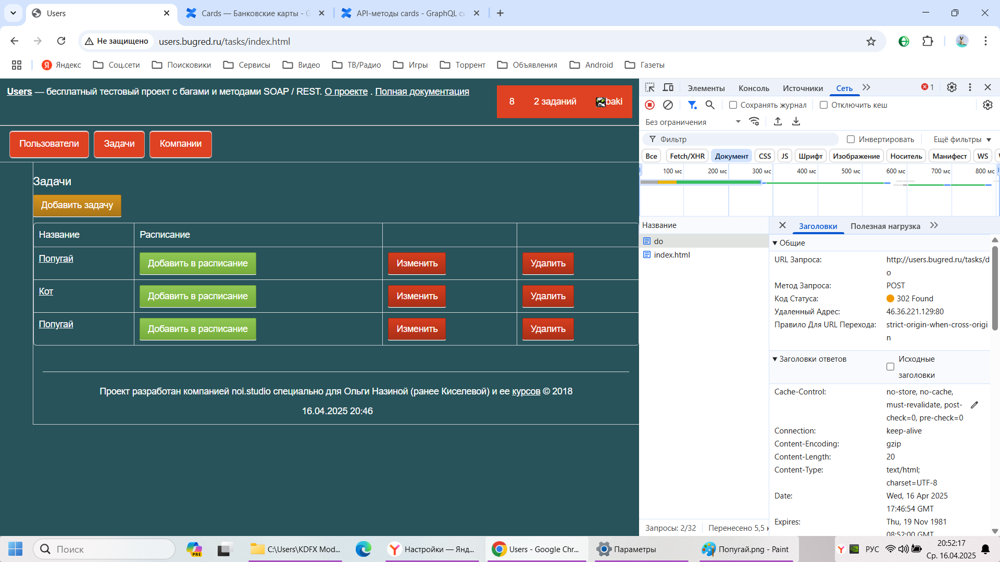 Users
Cards — Банковские карты - G
API-методы cards - GraphQL си
Не защищено
users.bugred.ru/tasks/index.html
Яндекс
Соц.сети
Поисковики
Сервисы
Видео
ТВ/Радио
Игры
Торрент
Объявления
Android
Газеты
Users — бесплатный тестовый проект с багами и методами SOAP / REST. О проекте . Полная документация
8
2 заданий
baki
Пользователи
Задачи
Компании
Задачи
Добавить задачу
Название
Расписание
Попугай
Добавить в расписание
Изменить
Удалить
Кот
Добавить в расписание
Изменить
Удалить
Попугай
Добавить в расписание
Изменить
Удалить
Проект разработан компанией noi.studio специально для Ольги Назиной (ранее Киселевой) и ее курсов © 2018
16.04.2025 20:46
Элементы
Консоль
Источники
Сеть
1
Сохранять журнал
Отключить кеш
Без ограничения
Фильтр
Инвертировать
Ещё фильтры
Все
Fetch/XHR
Документ
CSS
JS
Шрифт
Изображение
Носитель
Манифест
WS
100 мс
200 мс
300 мс
400 мс
500 мс
600 мс
700 мс
800 мс
Название
do
index.html
Запросы: 2/32
Перенесено 5,5 к
Заголовки
Полезная нагрузка
Общие
URL Запроса:
http://users.bugred.ru/tasks/d
o
Метод Запроса:
POST
Код Статуса:
302 Found
Удаленный Адрес:
46.36.221.129:80
Правило Для URL Перехода:
strict-origin-when-cross-origi
n
Заголовки ответов
Исходные
заголовки
Cache-Control:
no-store, no-cache,
must-revalidate, post-
check=0, pre-check=0
Connection:
keep-alive
Content-Encoding:
gzip
Content-Length:
20
Content-Type:
text/html;
charset=UTF-8
Date:
Wed, 16 Apr 2025
17:46:54 GMT
Expires:
Thu, 19 Nov 1981
08:52:00 GMT
Поиск
PRE
C:\Users\KDFX Mod...
Настройки — Янд...
Users - Google Chr...
Параметры
Попугай.png - Paint
РУС
20:52:17
Ср. 16.04.2025